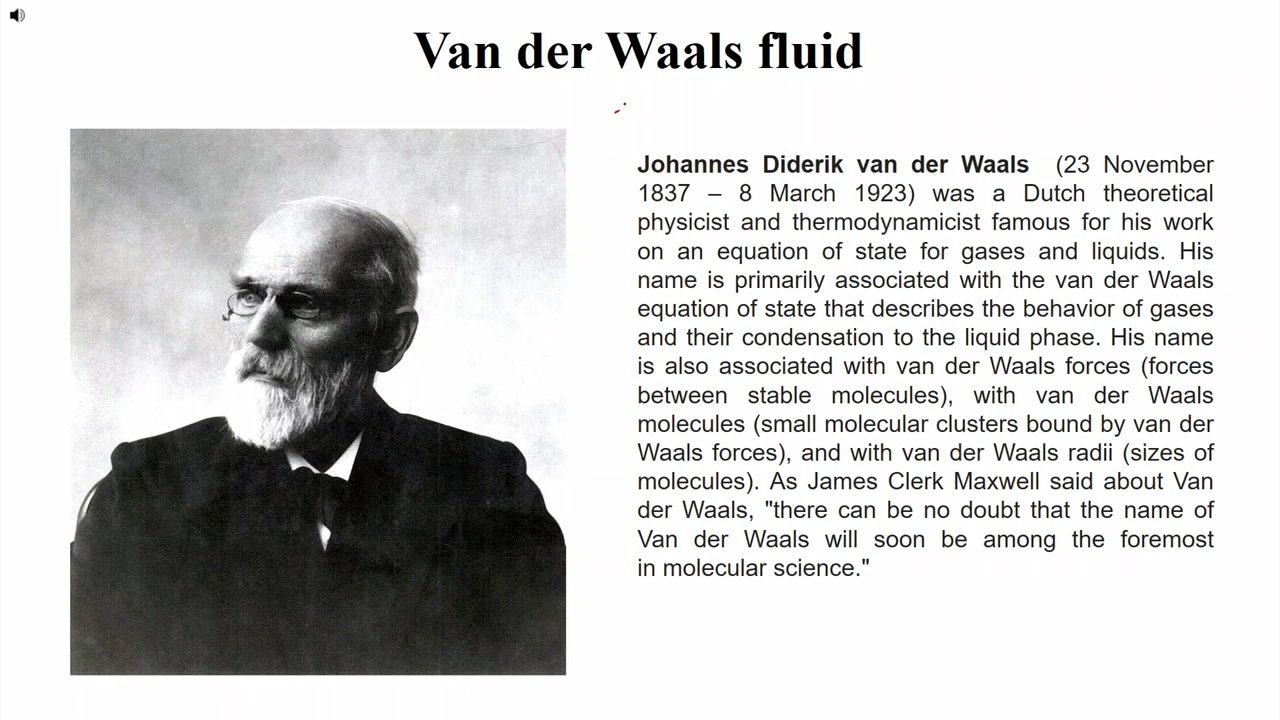 Van der Waals fluid
Johannes Diderik van der Waals (23 November
1837 – 8 March 1923) was a Dutch theoretical
physicist and thermodynamicist famous for his work
on an equation of state for gases and liquids. His
name is primarily associated with the van der Waals
equation of state that describes the behavior of gases
and their condensation to the liquid phase. His name
is also associated with van der Waals forces (forces
between stable molecules), with van der Waals
molecules (small molecular clusters bound by van der
Waals forces), and with van der Waals radii (sizes of
molecules). As James Clerk Maxwell said about Van
der Waals, "there can be no doubt that the name of
Van der Waals will soon be among the foremost
in molecular science."